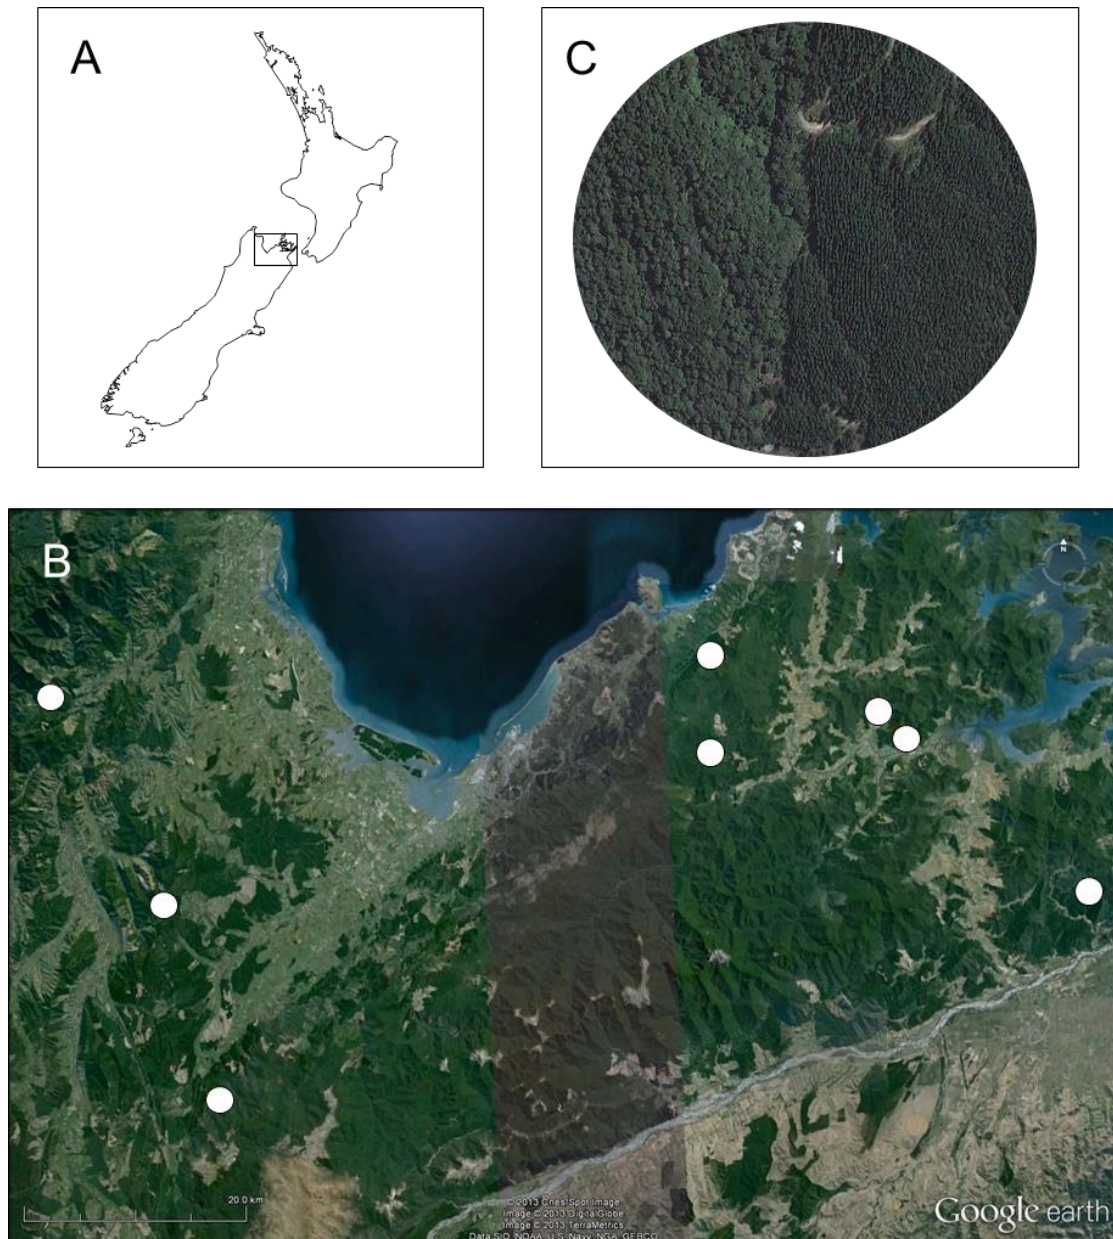 A
C
B
N
20.0 km
© 2013 Cnes/Spot Image
Image © 2013 DigitalGlobe
Image © 2013 TerraMetrics
Data SIO, NOAA, U.S. Navy, NGA, GEBCO
Google earth